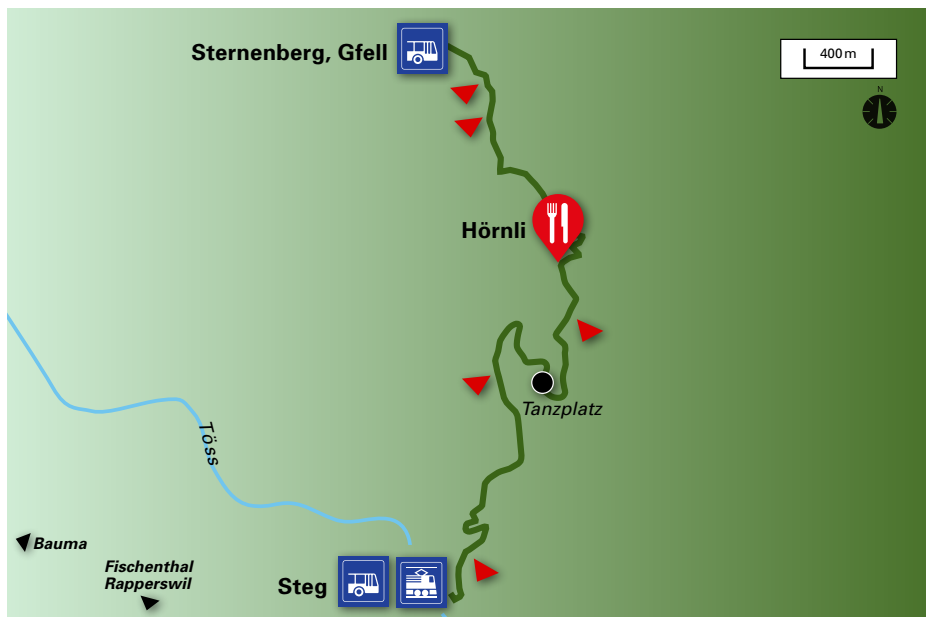 Sternenberg, Gfell
400 m
N
Hörnli
Tanzplatz
Töss
Bauma
Fischenthal
Rapperswil
Steg